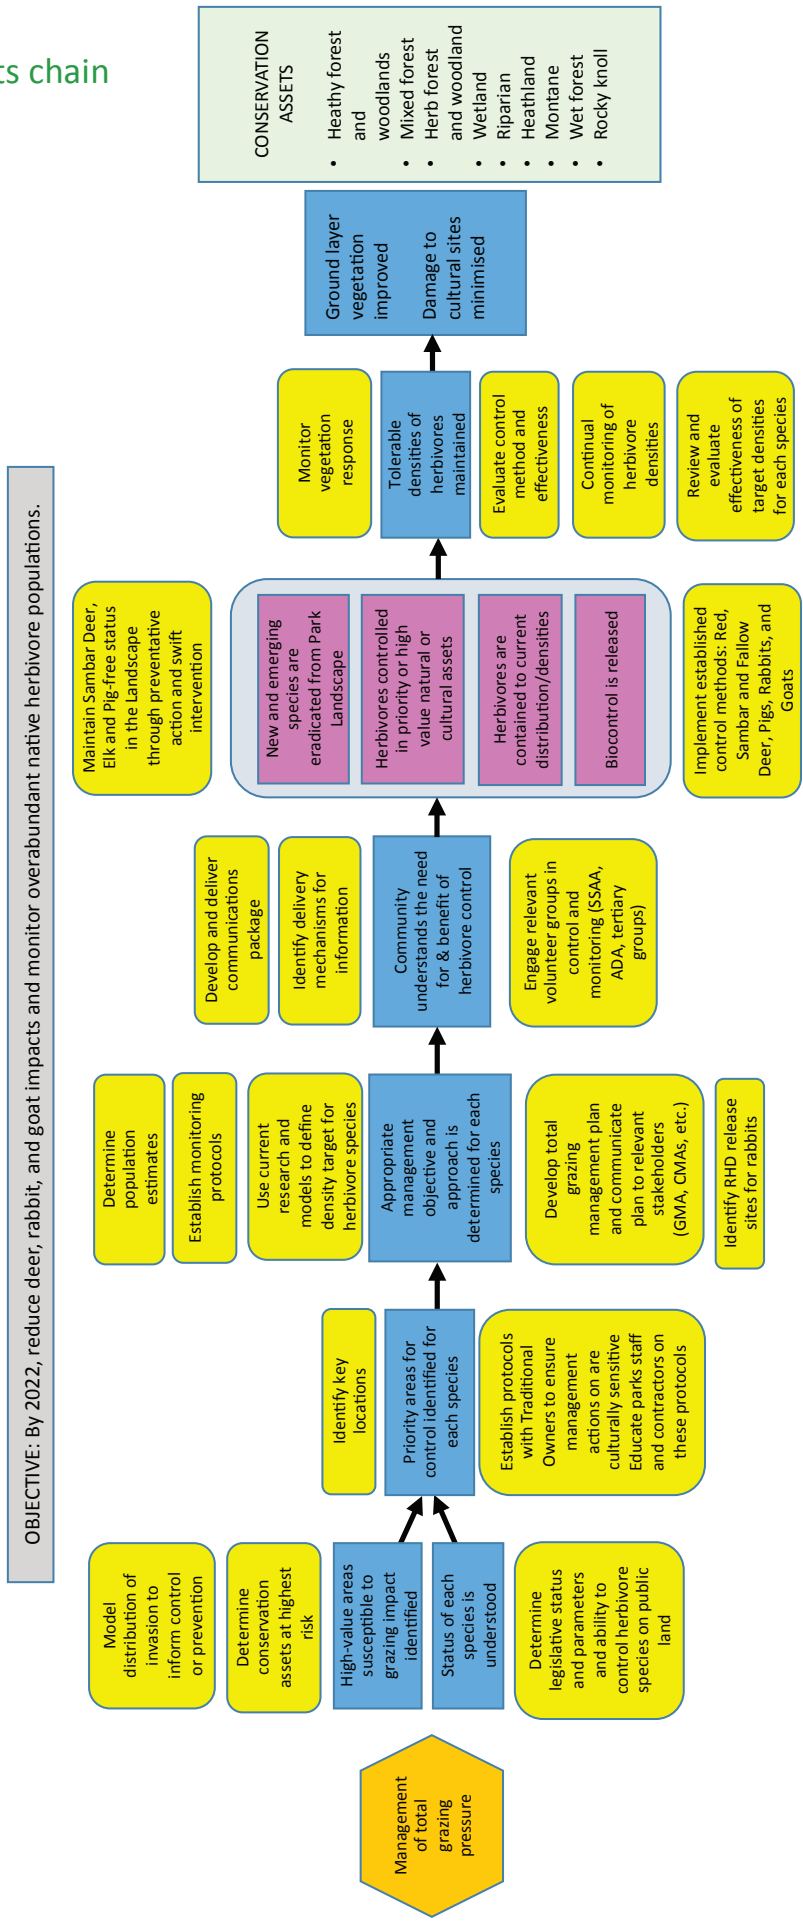 ts chain
OBJECTIVE: By 2022, reduce deer, rabbit, and goat impacts and monitor overabundant native herbivore populations.
Management
of total
grazing
pressure
Model
distribution of
invasion to
inform control
or prevention
Determine
conservation
assets at highest
risk
High-value areas
susceptible to
grazing impact
identified
Status of each
species is
understood
Determine
legislative status
and parameters
and ability to
control herbivore
species on public
land
Identify key
locations
Priority areas for
control identified for
each species
Establish protocols
with Traditional
Owners to ensure
management
actions on are
culturally sensitive
Educate parks staff
and contractors on
these protocols
Determine
population
estimates
Establish monitoring
protocols
Use current
research and
models to define
density target for
herbivore species
Appropriate
management
objective and
approach is
determined for each
species
Develop total
grazing
management plan
and communicate
plan to relevant
stakeholders
(GMA, CMAs, etc.)
Identify RHD release
sites for rabbits
Develop and deliver
communications
package
Identify delivery
mechanisms for
information
Community
understands the need
for & benefit of
herbivore control
Engage relevant
volunteer groups in
control and
monitoring (SSAA,
ADA, tertiary
groups)
Maintain Sambar Deer,
Elk and Pig-free status
in the Landscape
through preventative
action and swift
intervention
New and emerging
species are
eradicated from Park
Landscape
Herbivores controlled
in priority or high
value natural or
cultural assets
Herbivores are
contained to current
distribution/densities
Biocontrol is released
Implement established
control methods: Red,
Sambar and Fallow
Deer, Pigs, Rabbits, and
Goats
Monitor
vegetation
response
Tolerable
densities of
herbivores
maintained
Evaluate control
method and
effectiveness
Continual
monitoring of
herbivore
densities
Review and
evaluate
effectiveness of
target densities
for each species
Ground layer
vegetation
improved
Damage to
cultural sites
minimised
CONSERVATION
ASSETS
• Heathy forest
and
woodlands
• Mixed forest
• Herb forest
and woodland
• Wetland
• Riparian
• Heathland
• Montane
• Wet forest
• Rocky knoll